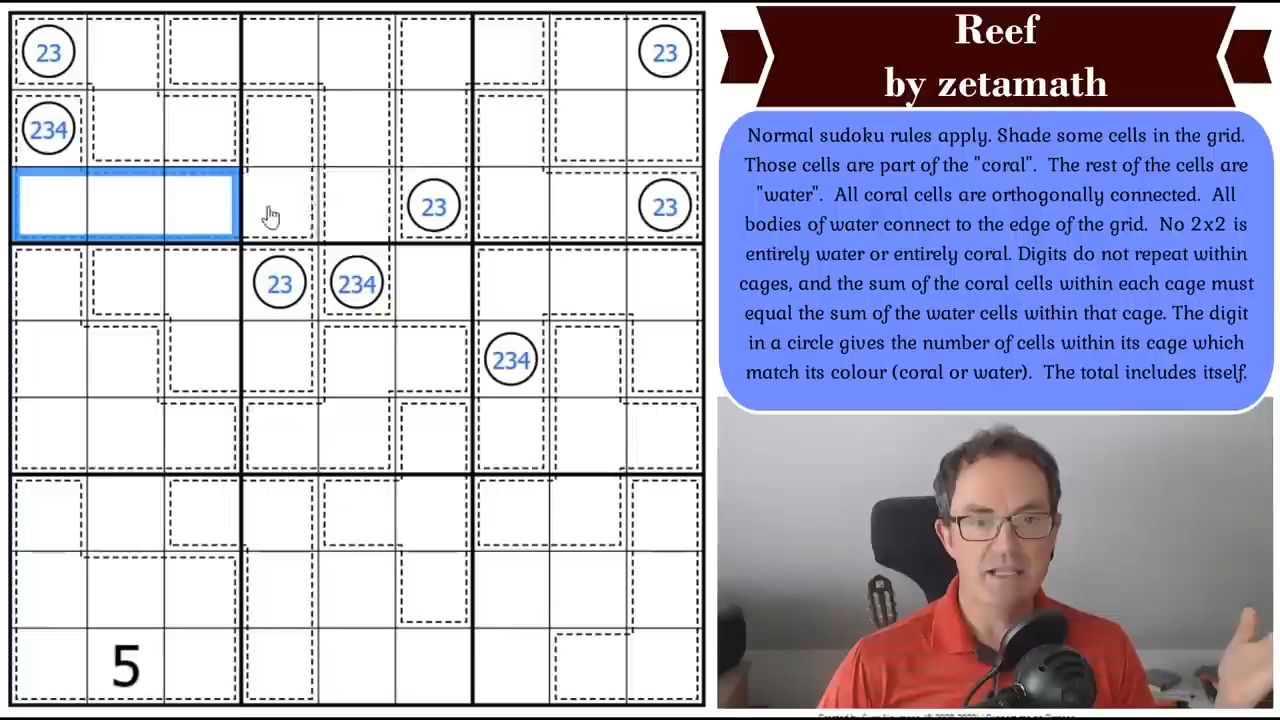 Reef
by zetamath
Normal sudoku rules apply. Shade some cells in the grid.
Those cells are part of the "coral". The rest of the cells are
"water". All coral cells are orthogonally connected. All
bodies of water connect to the edge of the grid. No 2x2 is
entirely water or entirely coral. Digits do not repeat within
cages, and the sum of the coral cells within each cage must
equal the sum of the water cells within that cage. The digit
in a circle gives the number of cells within its cage which
match its colour (coral or water). The total includes itself.
23 23
234
23 23
23 234
234
5